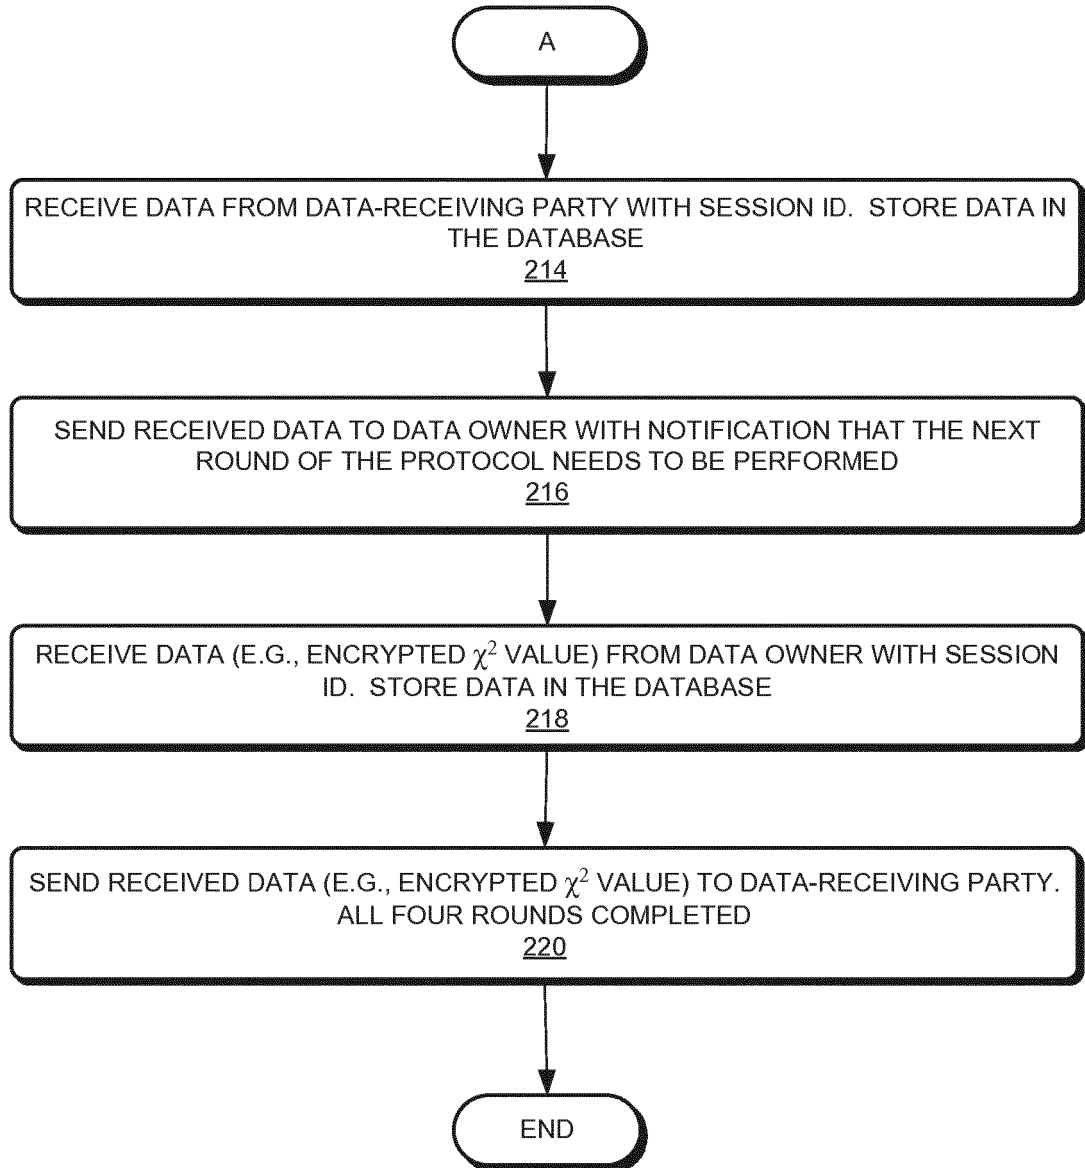 A
RECEIVE DATA FROM DATA-RECEIVING PARTY WITH SESSION ID. STORE DATA IN
THE DATABASE
214
SEND RECEIVED DATA TO DATA OWNER WITH NOTIFICATION THAT THE NEXT
ROUND OF THE PROTOCOL NEEDS TO BE PERFORMED
216
RECEIVE DATA (E.G., ENCRYPTED χ² VALUE) FROM DATA OWNER WITH SESSION
ID. STORE DATA IN THE DATABASE
218
SEND RECEIVED DATA (E.G., ENCRYPTED χ² VALUE) TO DATA-RECEIVING PARTY.
ALL FOUR ROUNDS COMPLETED
220
END